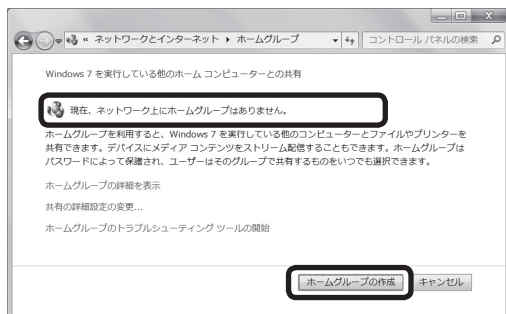 « ネットワークとインターネット ▸ ホームグループ コントロール パネルの検索
Windows 7 を実行している他のホーム コンピューターとの共有
現在、ネットワーク上にホームグループはありません。
ホームグループを利用すると、Windows 7 を実行している他のコンピューターとファイルやプリンターを
共有できます。デバイスにメディア コンテンツをストリーム配信することもできます。ホームグループは
パスワードによって保護され、ユーザーはそのグループで共有するものをいつでも選択できます。
ホームグループの詳細を表示
共有の詳細設定の変更...
ホームグループのトラブルシューティング ツールの開始
ホームグループの作成 キャンセル